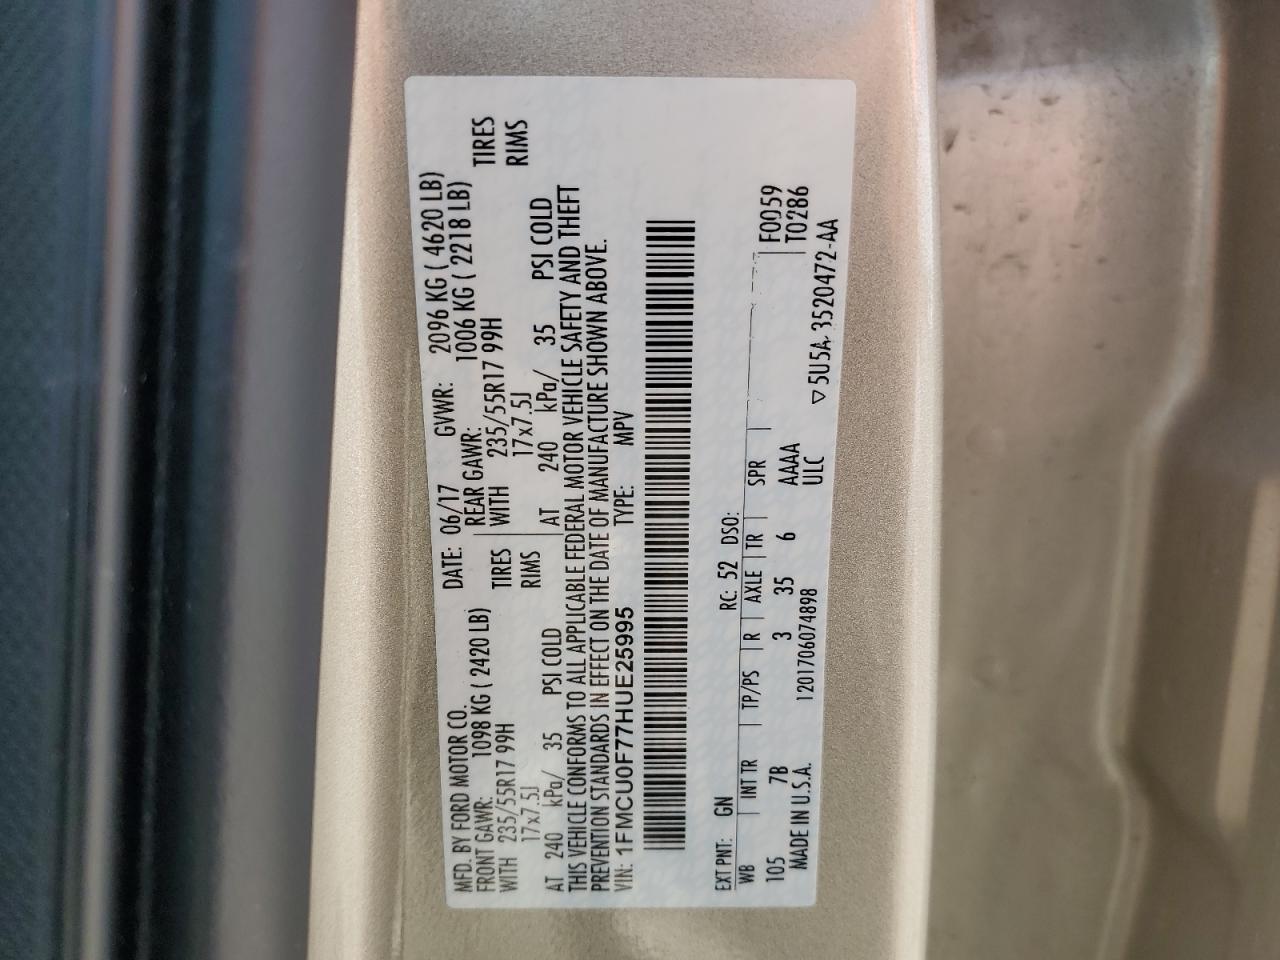 MFD. BY FORD MOTOR CO.
DATE: 06/17 GVWR: 2096 KG ( 4620 LB)
FRONT GAWR: 1098 KG ( 2420 LB) REAR GAWR: 1006 KG ( 2218 LB)
WITH 235/55R17 99H TIRES WITH 235/55R17 99H TIRES
17x7.5J RIMS 17x7.5J RIMS
AT 240 kPa/ 35 PSI COLD AT 240 kPa/ 35 PSI COLD
THIS VEHICLE CONFORMS TO ALL APPLICABLE FEDERAL MOTOR VEHICLE SAFETY AND THEFT
PREVENTION STANDARDS IN EFFECT ON THE DATE OF MANUFACTURE SHOWN ABOVE.
VIN: 1FMCU0F77HUE25995 TYPE: MPV
EXT PNT: GN RC: 52 DSO: F0059
WB INT TR TP/PS R AXLE TR SPR T0286
105 7B 3 35 6 AAAA
MADE IN U.S.A. 1201706074898 ULC ▽5U5A-3520472-AA